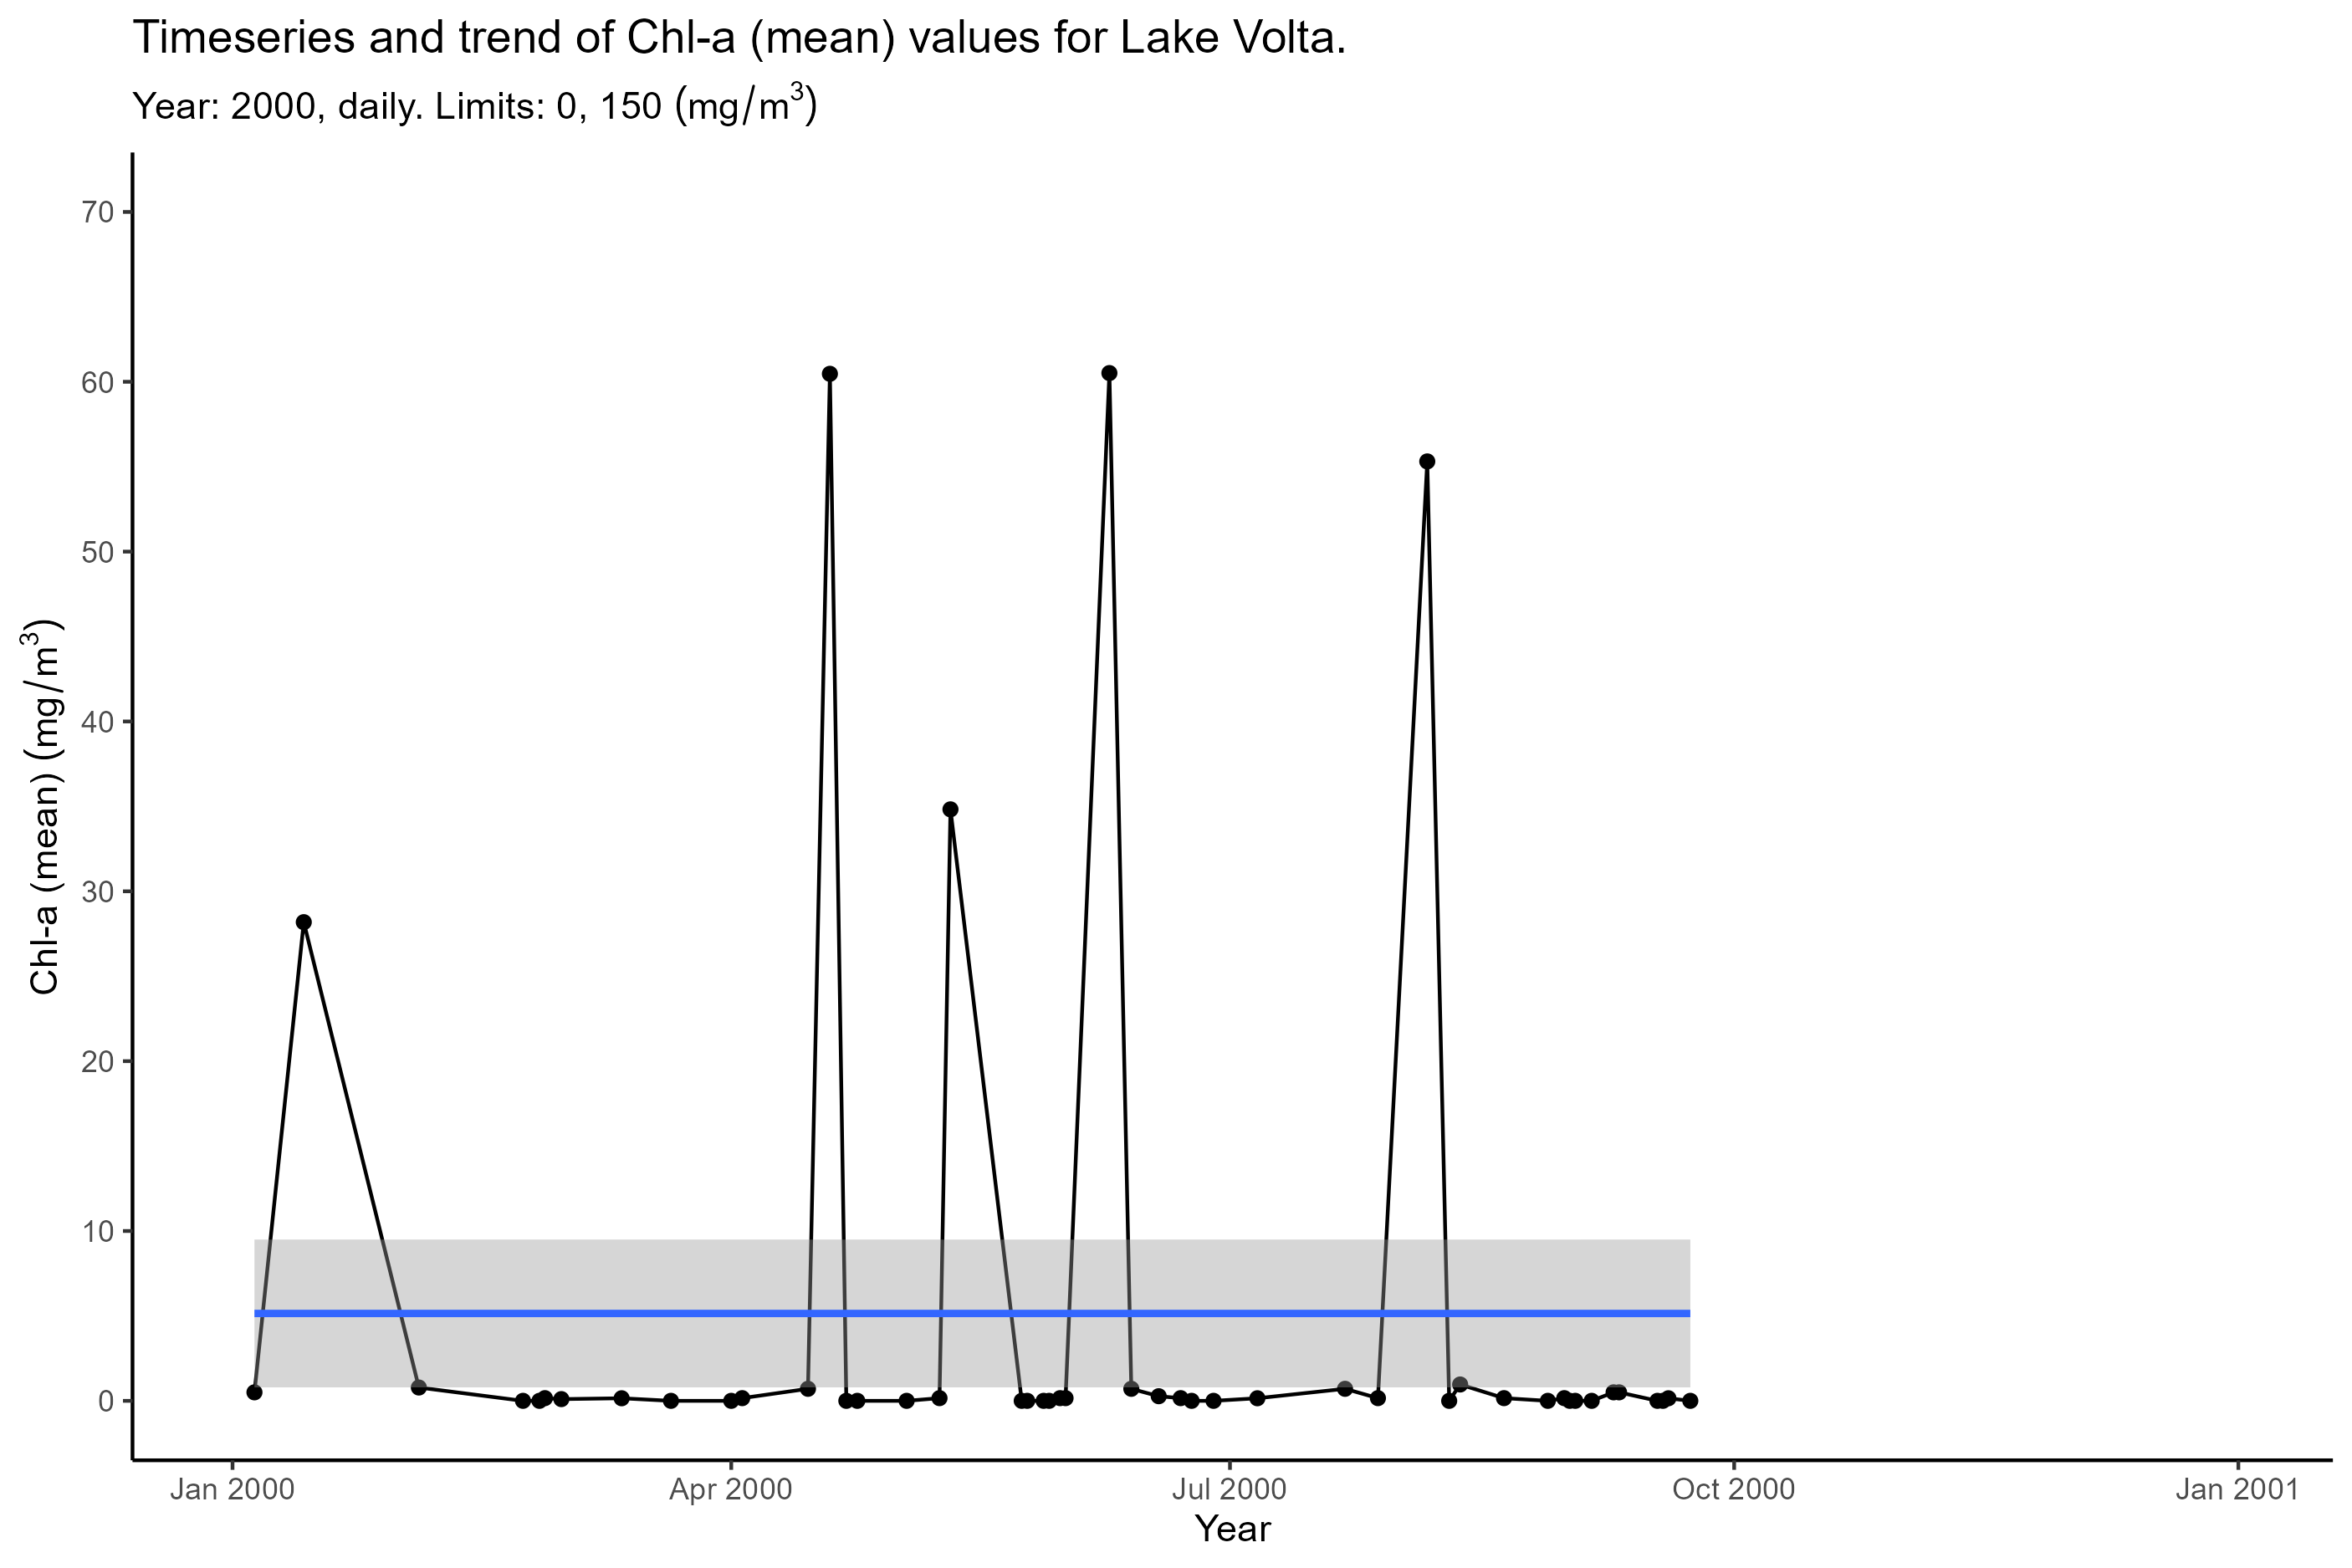 Timeseries and trend of Chl-a (mean) values for Lake Volta.
Year: 2000, daily. Limits: 0, 150 (mg/m³)
Chl-a (mean) (mg/m³)
70
60
50
40
30
20
10
0
Jan 2000
Apr 2000
Jul 2000
Oct 2000
Jan 2001
Year